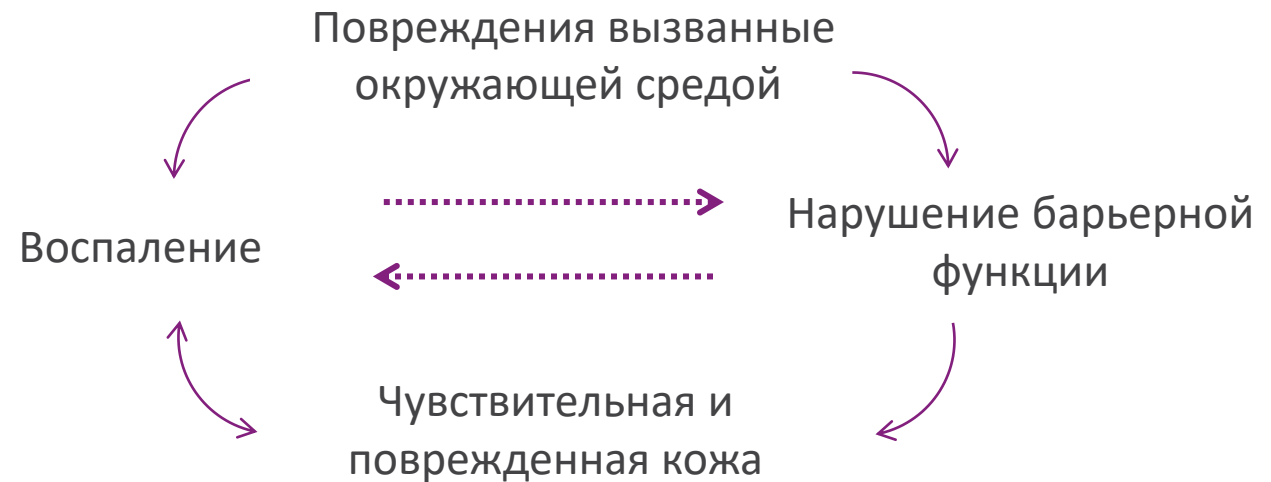 Повреждения вызванные
окружающей средой
Воспаление
Нарушение барьерной
функции
Чувствительная и
поврежденная кожа